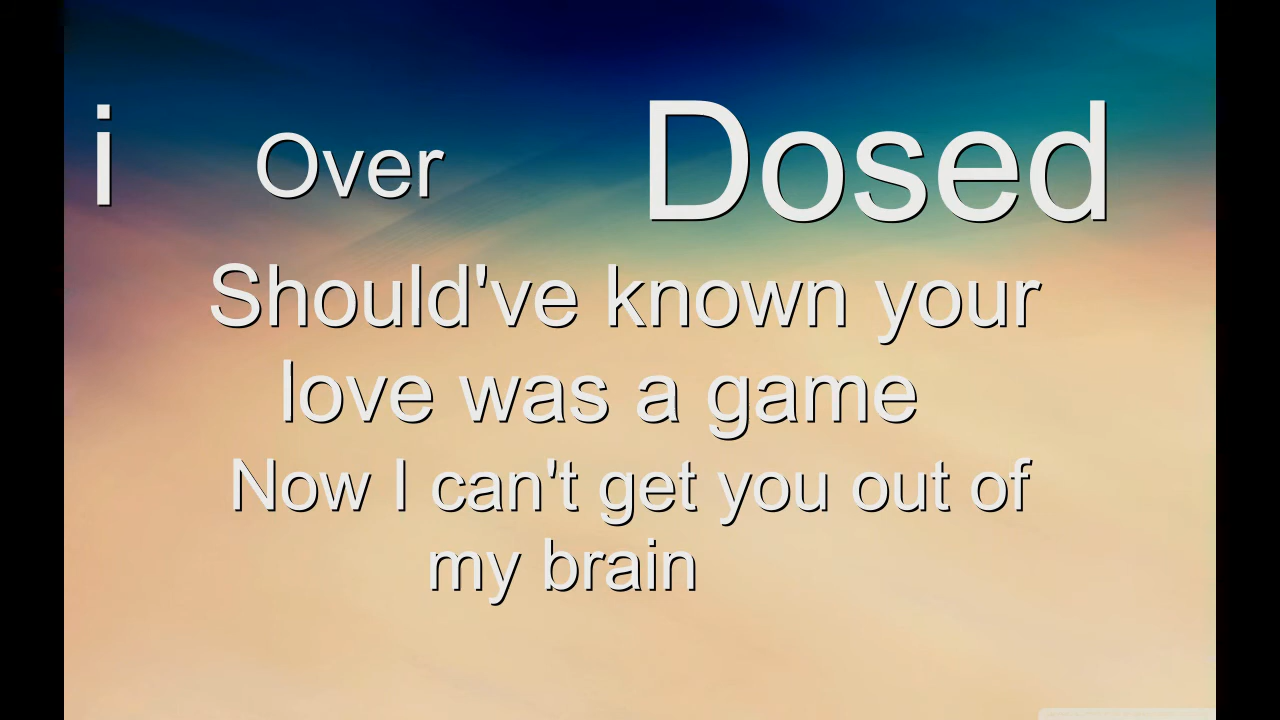 i Over Dosed
Should've known your
love was a game
Now I can't get you out of
my brain